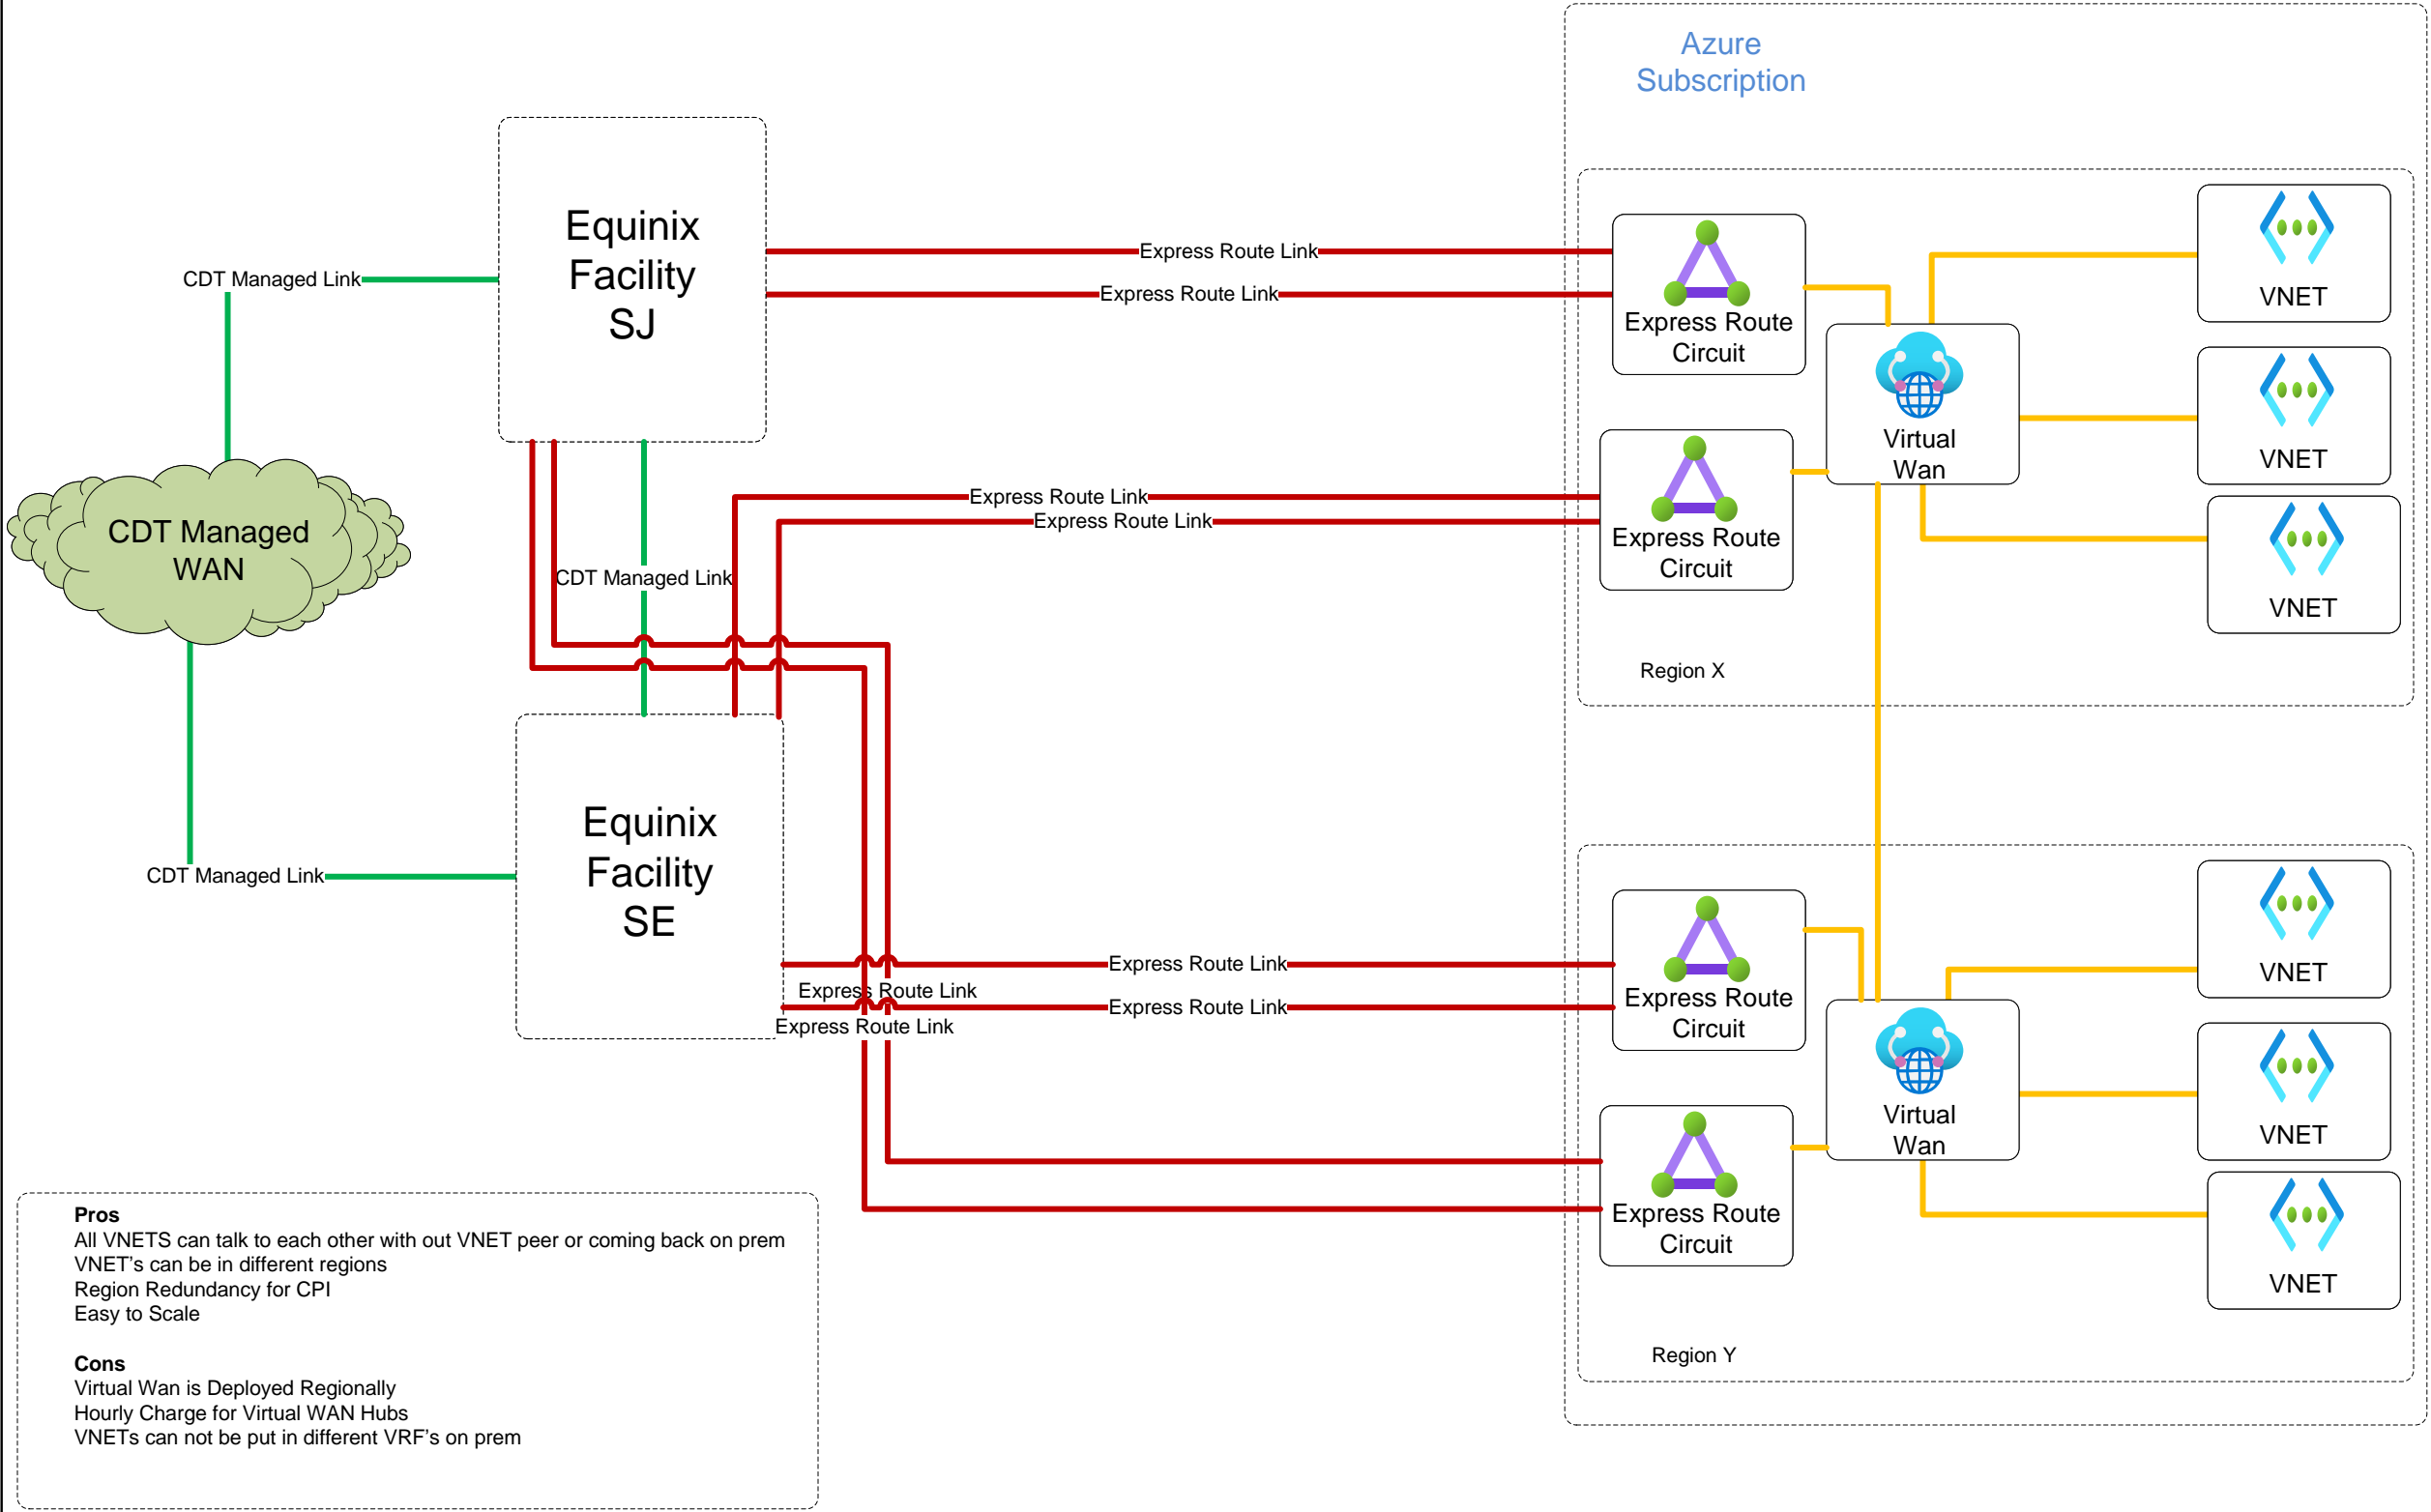 Azure
Subscription
Equinix
Facility
SJ
CDT Managed Link
Express Route Link
Express Route Link
Express Route
Circuit
VNET
VNET
Virtual
Wan
CDT Managed
WAN
Express Route Link
Express Route Link
Express Route
Circuit
CDT Managed Link
VNET
Region X
Equinix
Facility
SE
CDT Managed Link
Express Route Link
Express Route Link
Express Route Link
Express Route Link
Express Route
Circuit
VNET
Virtual
Wan
VNET
Express Route
Circuit
VNET
Region Y
Pros
All VNETS can talk to each other with out VNET peer or coming back on prem
VNET's can be in different regions
Region Redundancy for CPI
Easy to Scale
Cons
Virtual Wan is Deployed Regionally
Hourly Charge for Virtual WAN Hubs
VNETs can not be put in different VRF's on prem